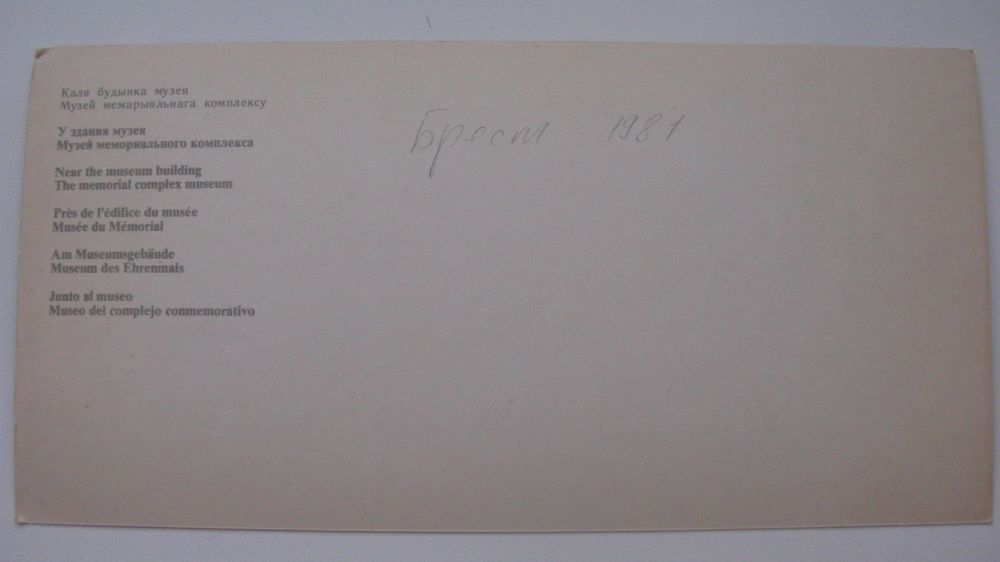 Каля будынка музея
Музей мемарыяльнага комплексу
У здания музея
Музей мемориального комплекса
Near the museum building
The memorial complex museum
Près de l'édifice du musée
Musée du Mémorial
Am Museumsgebäude
Museum des Ehrenmals
Junto al museo
Museo del complejo conmemorativo
Брест 1981